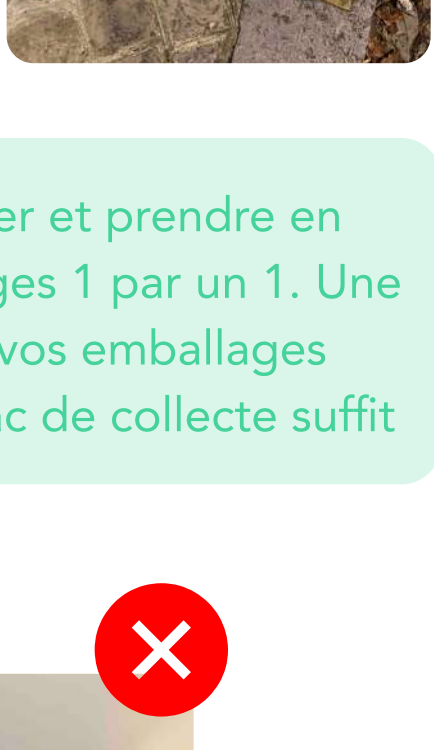 er et prendre en
ges 1 par un 1. Une
vos emballages
c de collecte suffit